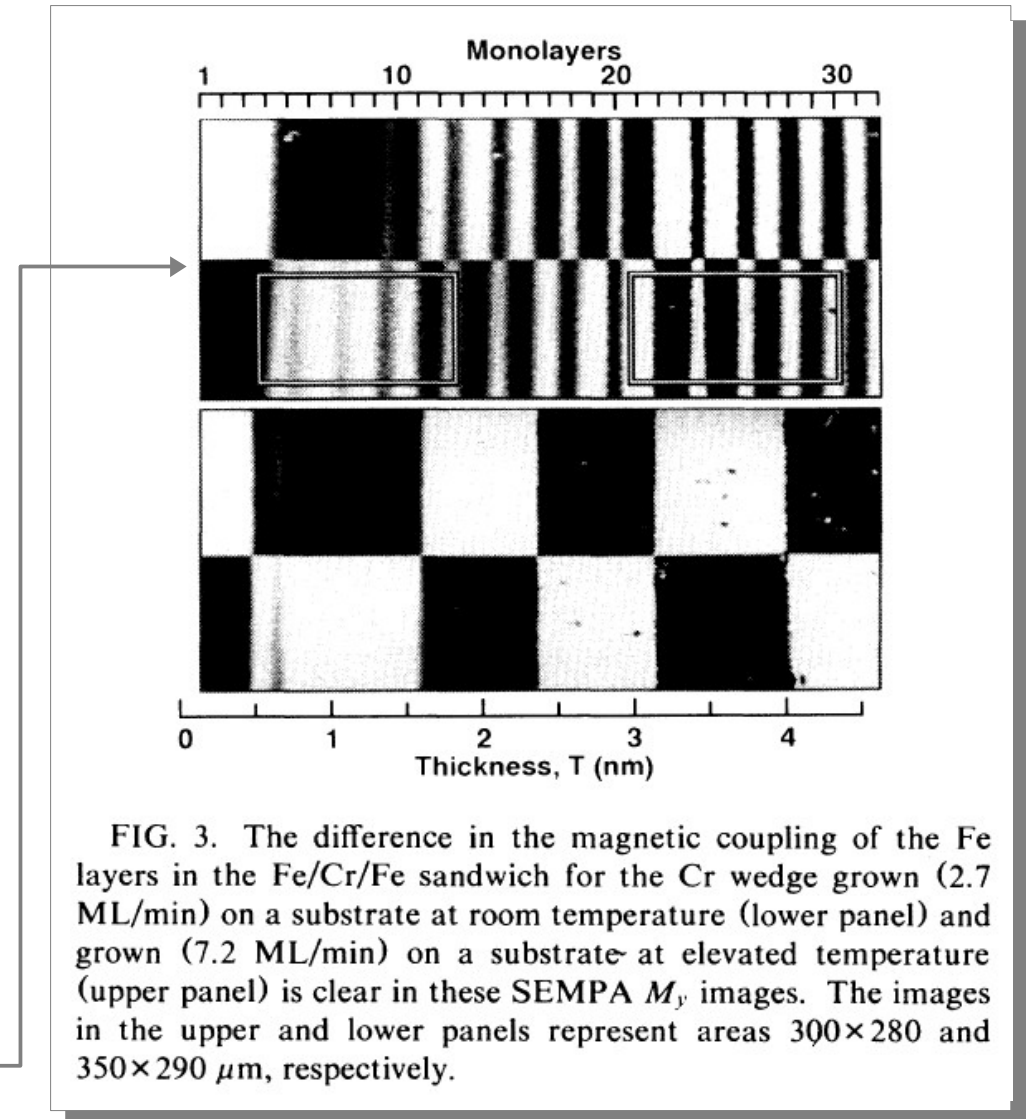 Monolayers
1 10 20 30
0 1 2 3 4
Thickness, T (nm)
FIG. 3. The difference in the magnetic coupling of the Fe
layers in the Fe/Cr/Fe sandwich for the Cr wedge grown (2.7
ML/min) on a substrate at room temperature (lower panel) and
grown (7.2 ML/min) on a substrate at elevated temperature
(upper panel) is clear in these SEMPA My images. The images
in the upper and lower panels represent areas 300×280 and
350×290 μm, respectively.